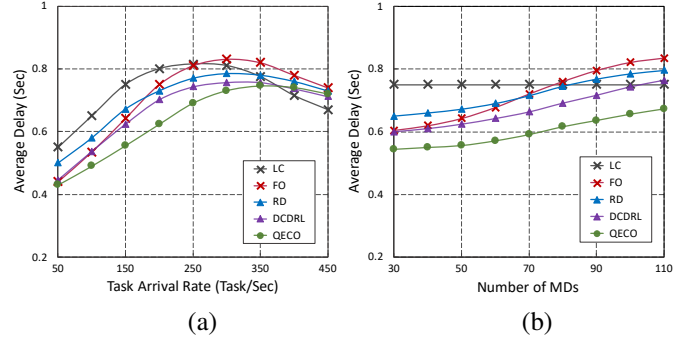 1
0.8
0.6
0.4
0.2
Average Delay (Sec)
50
150
250
350
450
Task Arrival Rate (Task/Sec)
LC
FO
RD
DCDRL
QECO
(a)
1
0.8
0.6
0.4
0.2
Average Delay (Sec)
30
50
70
90
110
Number of MDs
LC
FO
RD
DCDRL
QECO
(b)